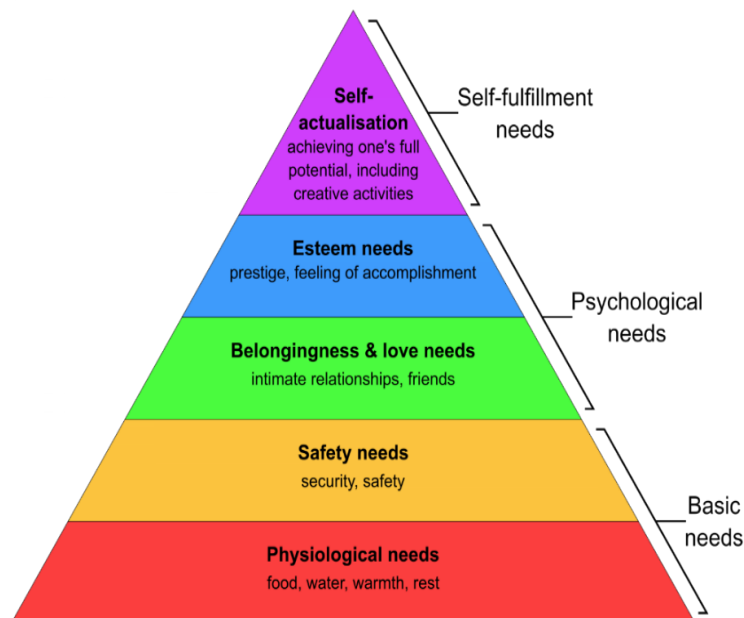 Self-
actualisation
achieving one's full
potential, including
creative activities
Self-fulfillment
needs
Esteem needs
prestige, feeling of accomplishment
Psychological
needs
Belongingness & love needs
intimate relationships, friends
Safety needs
security, safety
Basic
needs
Physiological needs
food, water, warmth, rest